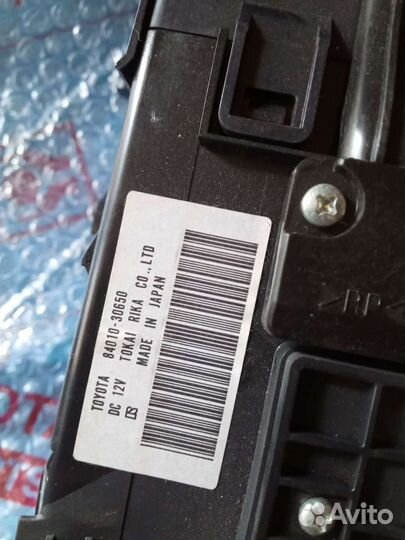 TOYOTA 84010-30650
DC 12V TOKAI RIKA CO.,LTD
MADE IN JAPAN
Avito